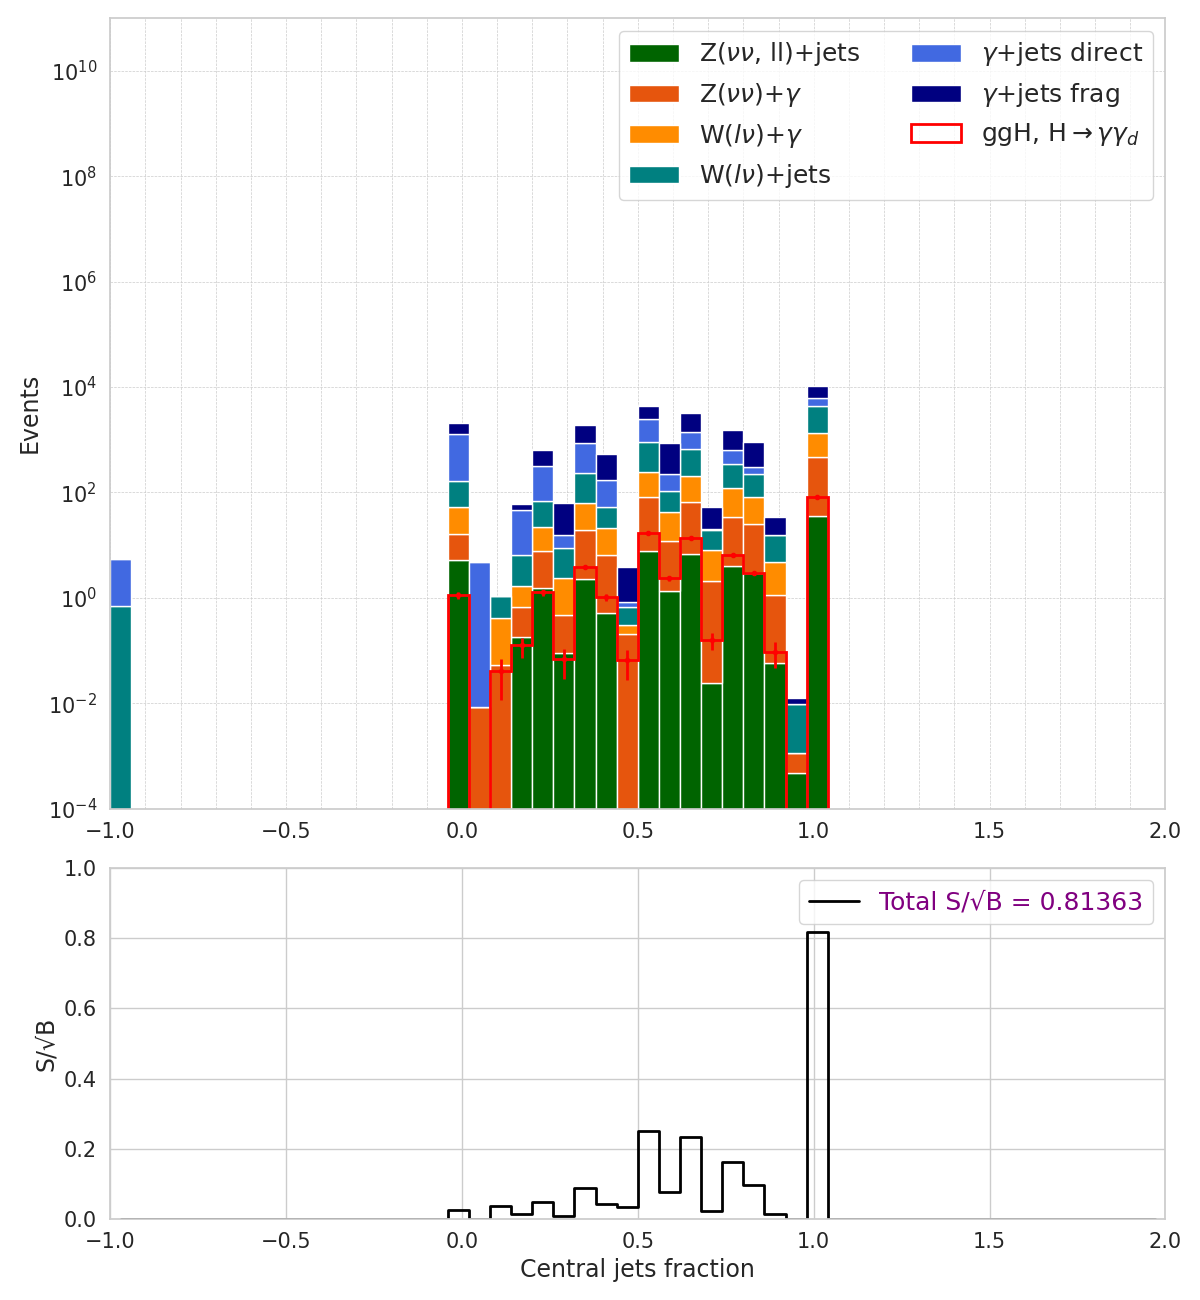 Z(νν, ll)+jets
Z(νν)+γ
W(lν)+γ
W(lν)+jets
γ+jets direct
γ+jets frag
ggH, H→γγ_d
Events
10^10
10^8
10^6
10^4
10^2
10^0
10^−2
10^−4
−1.0 −0.5 0.0 0.5 1.0 1.5 2.0
Total S/√B = 0.81363
S/√B
1.0
0.8
0.6
0.4
0.2
0.0
−1.0 −0.5 0.0 0.5 1.0 1.5 2.0
Central jets fraction